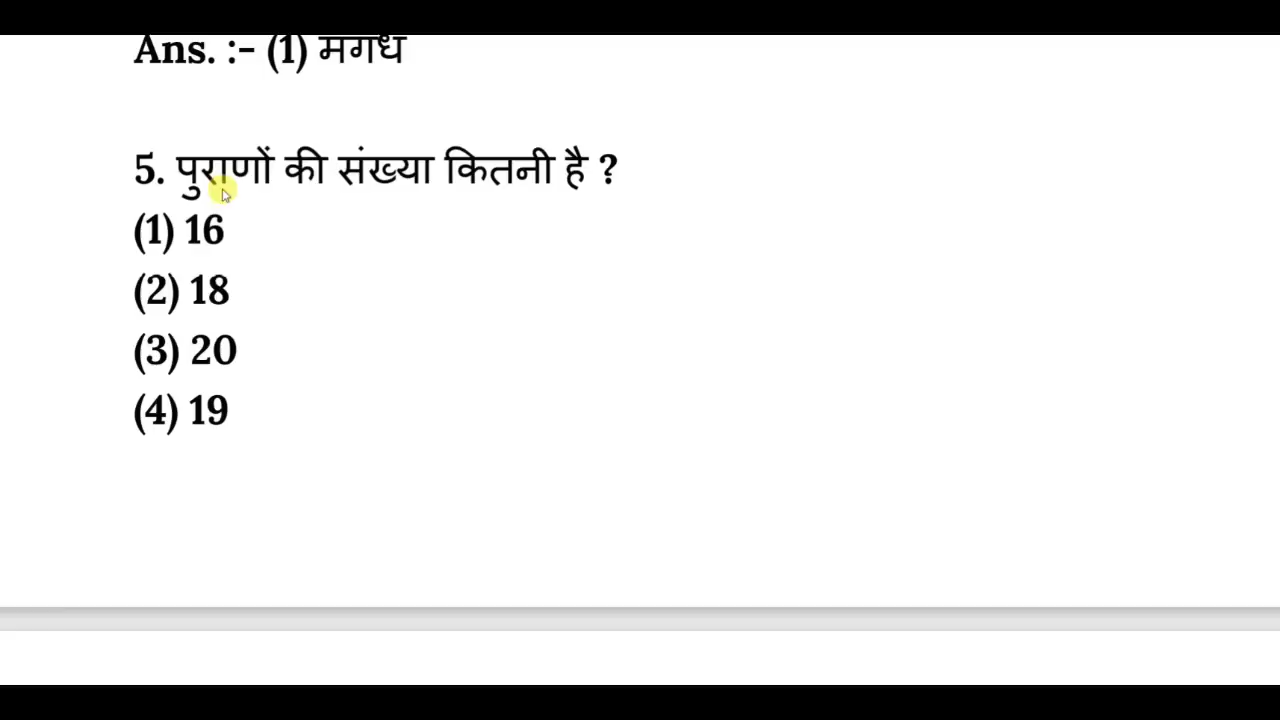 Ans. :- (1) मगध
5. पुराणों की संख्या कितनी है ?
(1) 16
(2) 18
(3) 20
(4) 19